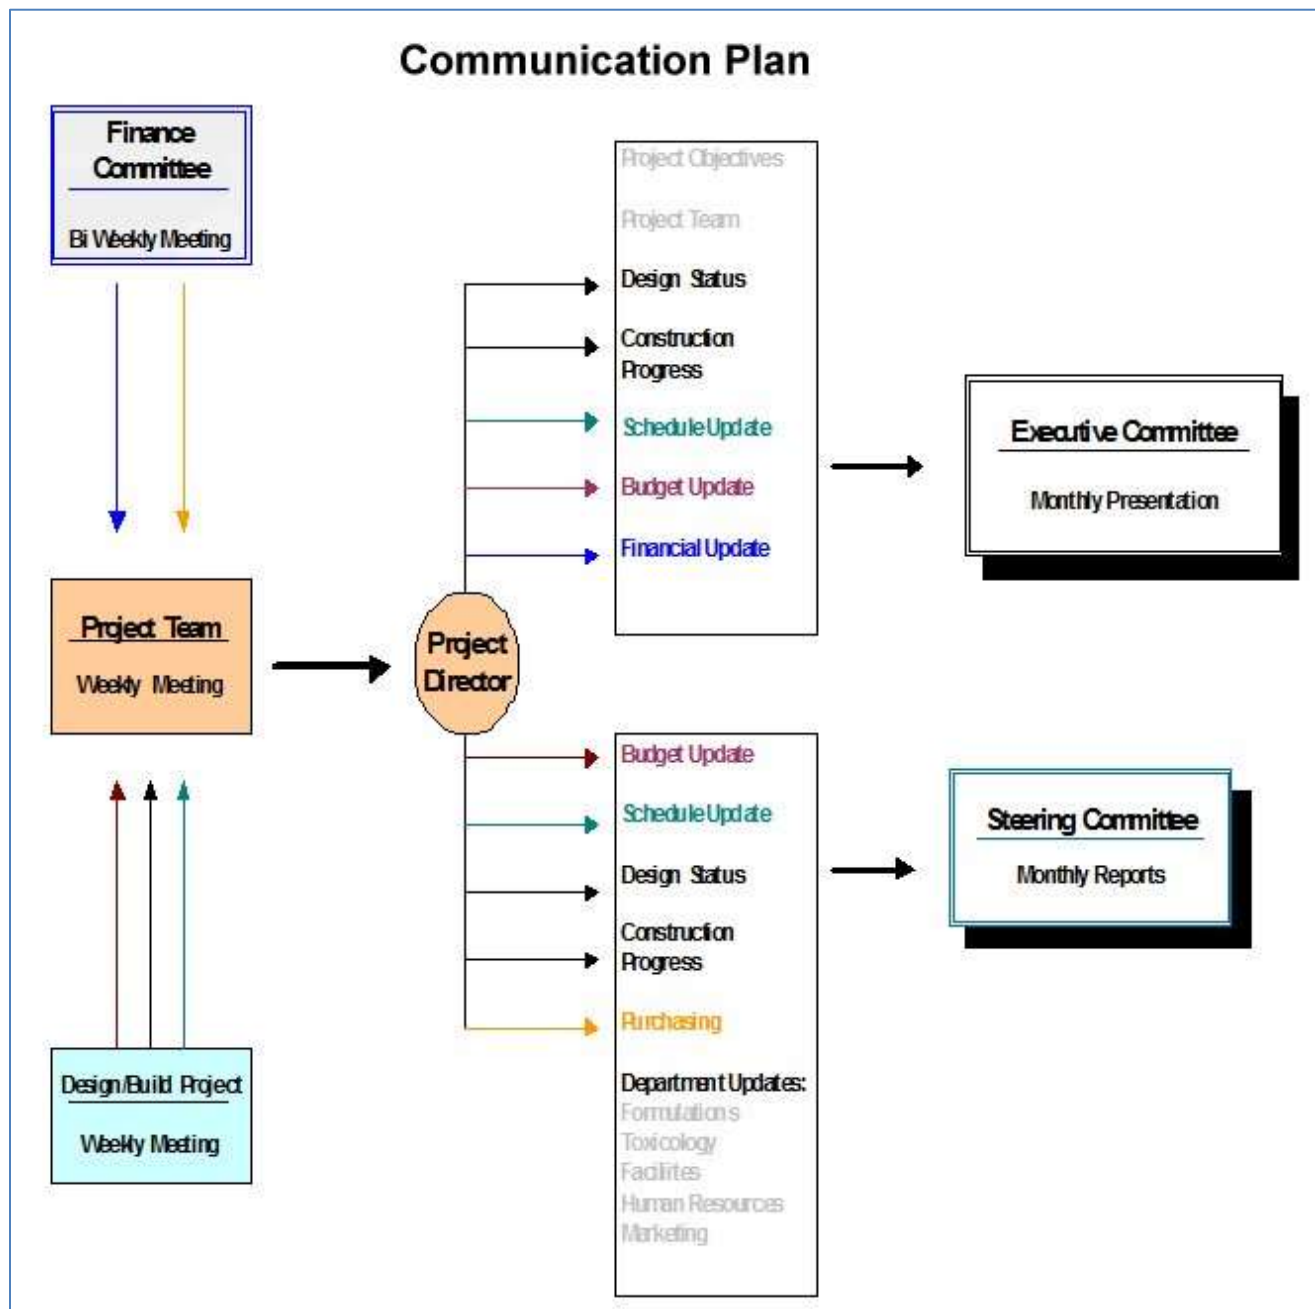 Communication Plan
Finance
Committee
Bi Weekly Meeting
Project Team
Weekly Meeting
Design/Build Project
Weekly Meeting
Project
Director
Project Objectives
Project Team
Design Status
Construction
Progress
Schedule Update
Budget Update
Financial Update
Budget Update
Schedule Update
Design Status
Construction
Progress
Purchasing
Department Updates:
Formulations
Toxicology
Facilites
Human Resources
Marketing
Executive Committee
Monthly Presentation
Steering Committee
Monthly Reports